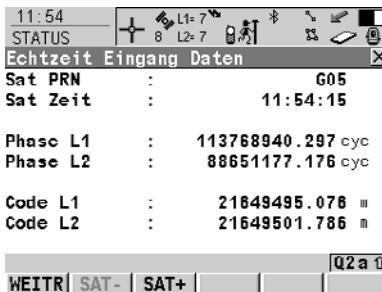 11:54
STATUS
8 L1= 7
L2= 7
Echtzeit Eingang Daten
Sat PRN : G05
Sat Zeit : 11:54:15
Phase L1 : 113768940.297 cyc
Phase L2 : 88651177.176 cyc
Code L1 : 21649495.076 m
Code L2 : 21649501.786 m
Q2a
WEITR SAT- SAT+